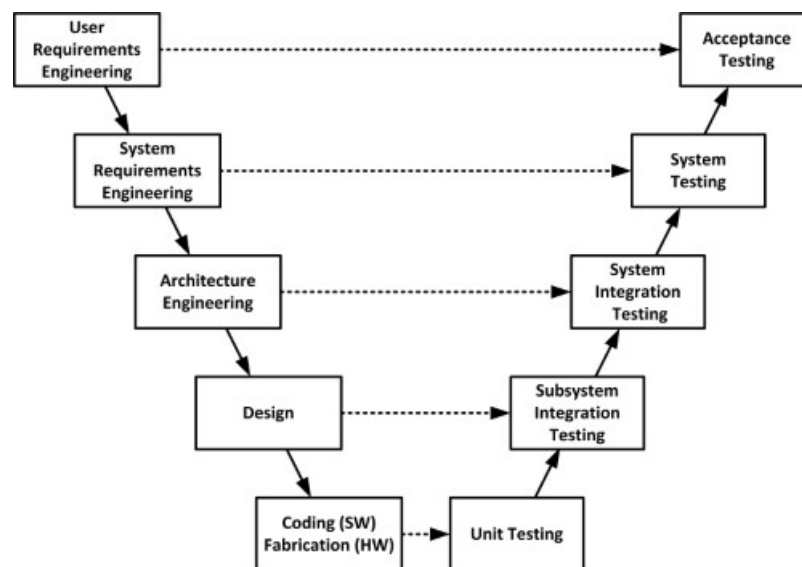 User
Requirements
Engineering
Acceptance
Testing
System
Requirements
Engineering
System
Testing
Architecture
Engineering
System
Integration
Testing
Design
Subsystem
Integration
Testing
Coding (SW)
Fabrication (HW)
Unit Testing